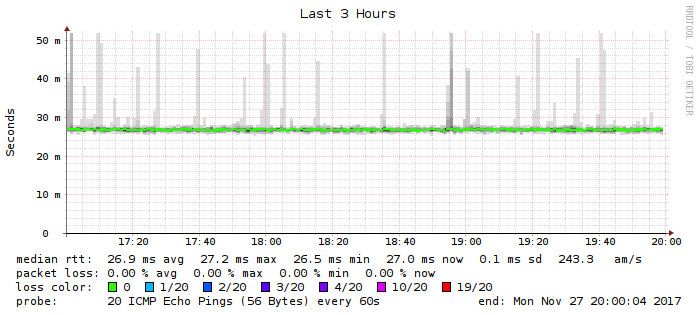 Last 3 Hours
RRDTOOL / TOBI OETIKER
Seconds
50 m
40 m
30 m
20 m
10 m
0
17:20 17:40 18:00 18:20 18:40 19:00 19:20 19:40 20:00
median rtt: 26.9 ms avg 27.2 ms max 26.5 ms min 27.0 ms now 0.1 ms sd 243.3 am/s
packet loss: 0.00 % avg 0.00 % max 0.00 % min 0.00 % now
loss color: 0 1/20 2/20 3/20 4/20 10/20 19/20
probe: 20 ICMP Echo Pings (56 Bytes) every 60s end: Mon Nov 27 20:00:04 2017